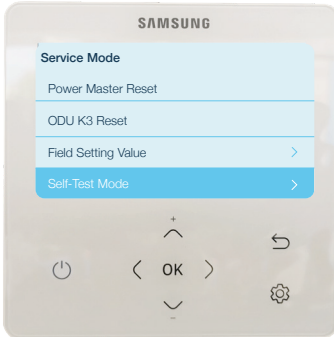 SAMSUNG
Service Mode
Power Master Reset
ODU K3 Reset
Field Setting Value
Self-Test Mode
+
OK
−